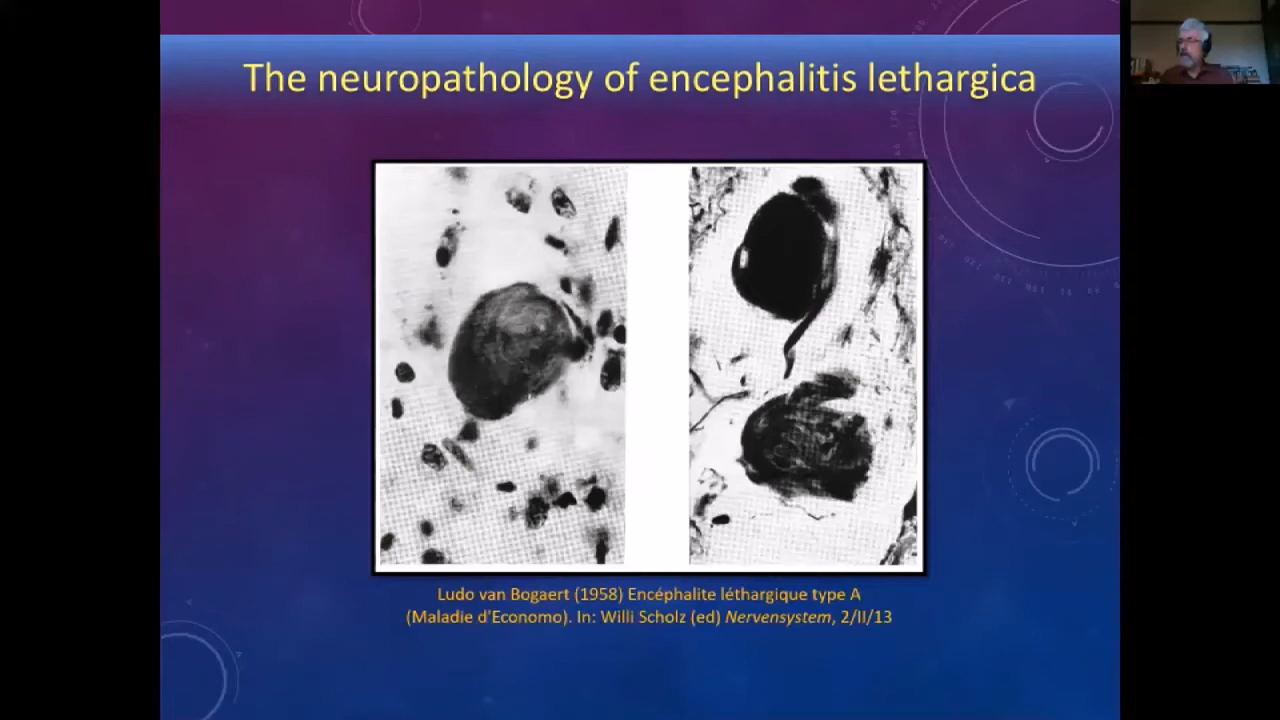 The neuropathology of encephalitis lethargica
Ludo van Bogaert (1958) Encéphalite léthargique type A
(Maladie d'Economo). In: Willi Scholz (ed) Nervensystem, 2/II/13